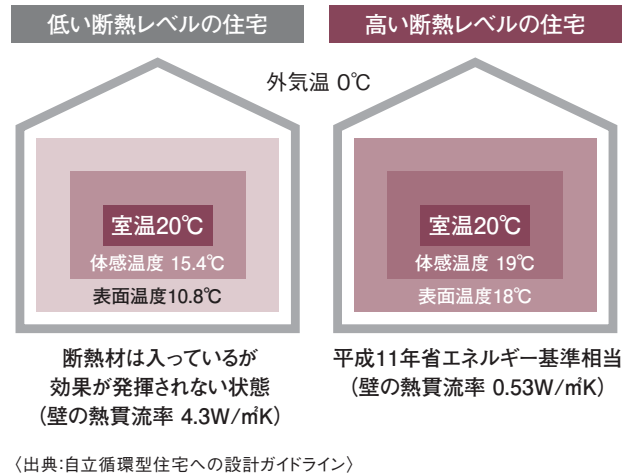 低い断熱レベルの住宅
高い断熱レベルの住宅
外気温 0℃
室温20℃
体感温度 15.4℃
表面温度10.8℃
室温20℃
体感温度 19℃
表面温度18℃
断熱材は入っているが
効果が発揮されない状態
(壁の熱貫流率 4.3W/㎡K)
平成11年省エネルギー基準相当
(壁の熱貫流率 0.53W/㎡K)
〈出典:自立循環型住宅への設計ガイドライン〉